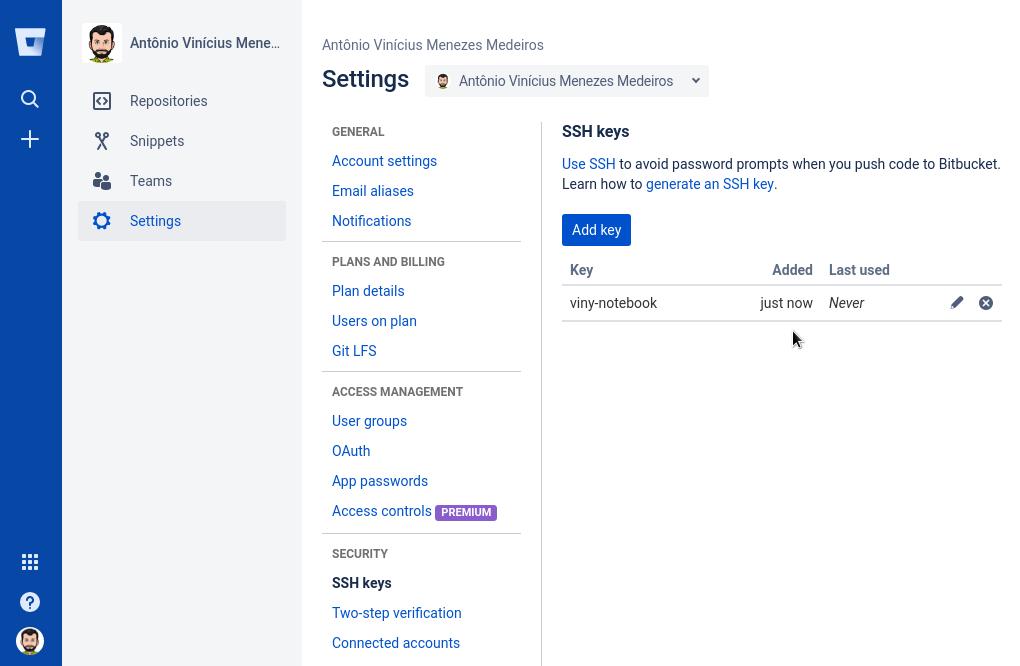 Antônio Vinícius Mene...
Repositories
Snippets
Teams
Settings
Antônio Vinícius Menezes Medeiros
Settings
Antônio Vinícius Menezes Medeiros
GENERAL
Account settings
Email aliases
Notifications
PLANS AND BILLING
Plan details
Users on plan
Git LFS
ACCESS MANAGEMENT
User groups
OAuth
App passwords
Access controls PREMIUM
SECURITY
SSH keys
Two-step verification
Connected accounts
SSH keys
Use SSH to avoid password prompts when you push code to Bitbucket.
Learn how to generate an SSH key.
Add key
Key Added Last used
viny-notebook just now Never